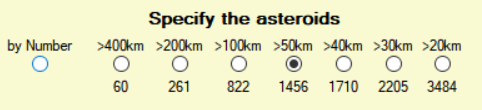 Specify the asteroids
by Number >400km >200km >100km >50km >40km >30km >20km
60 261 822 1456 1710 2205 3484